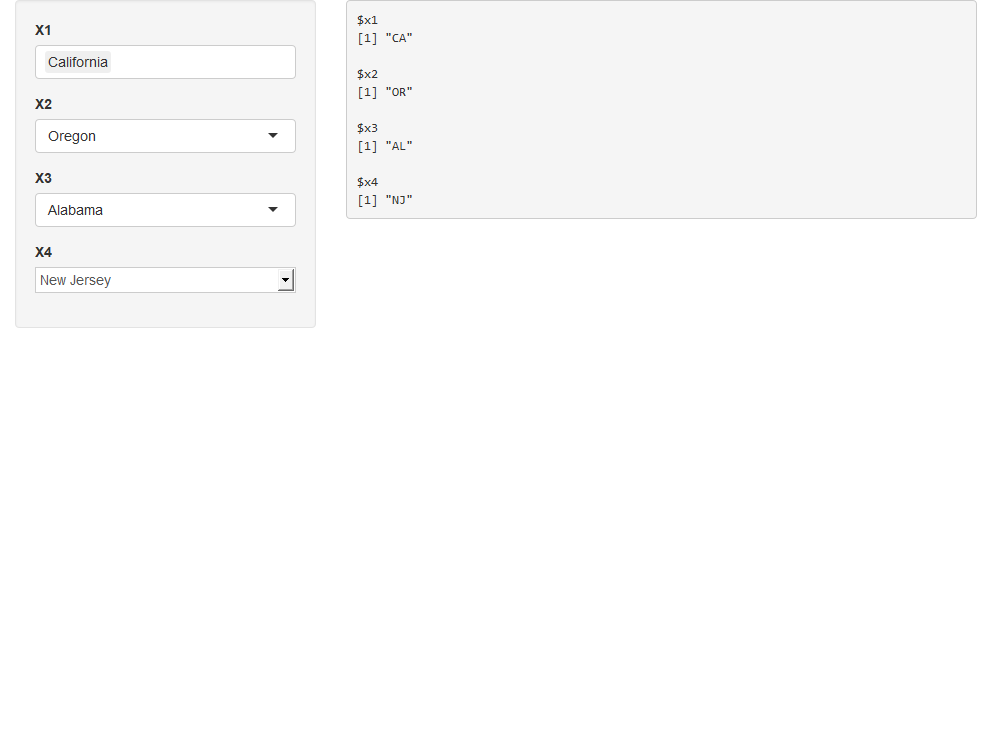 X1
California
X2
Oregon
X3
Alabama
X4
New Jersey
$x1
[1] "CA"
$x2
[1] "OR"
$x3
[1] "AL"
$x4
[1] "NJ"